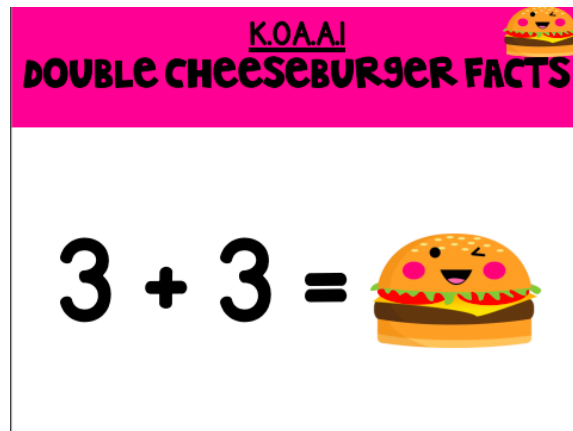 K.OA.A.1
DOUBLE CHEESEBURGER FACTS
3 + 3 =